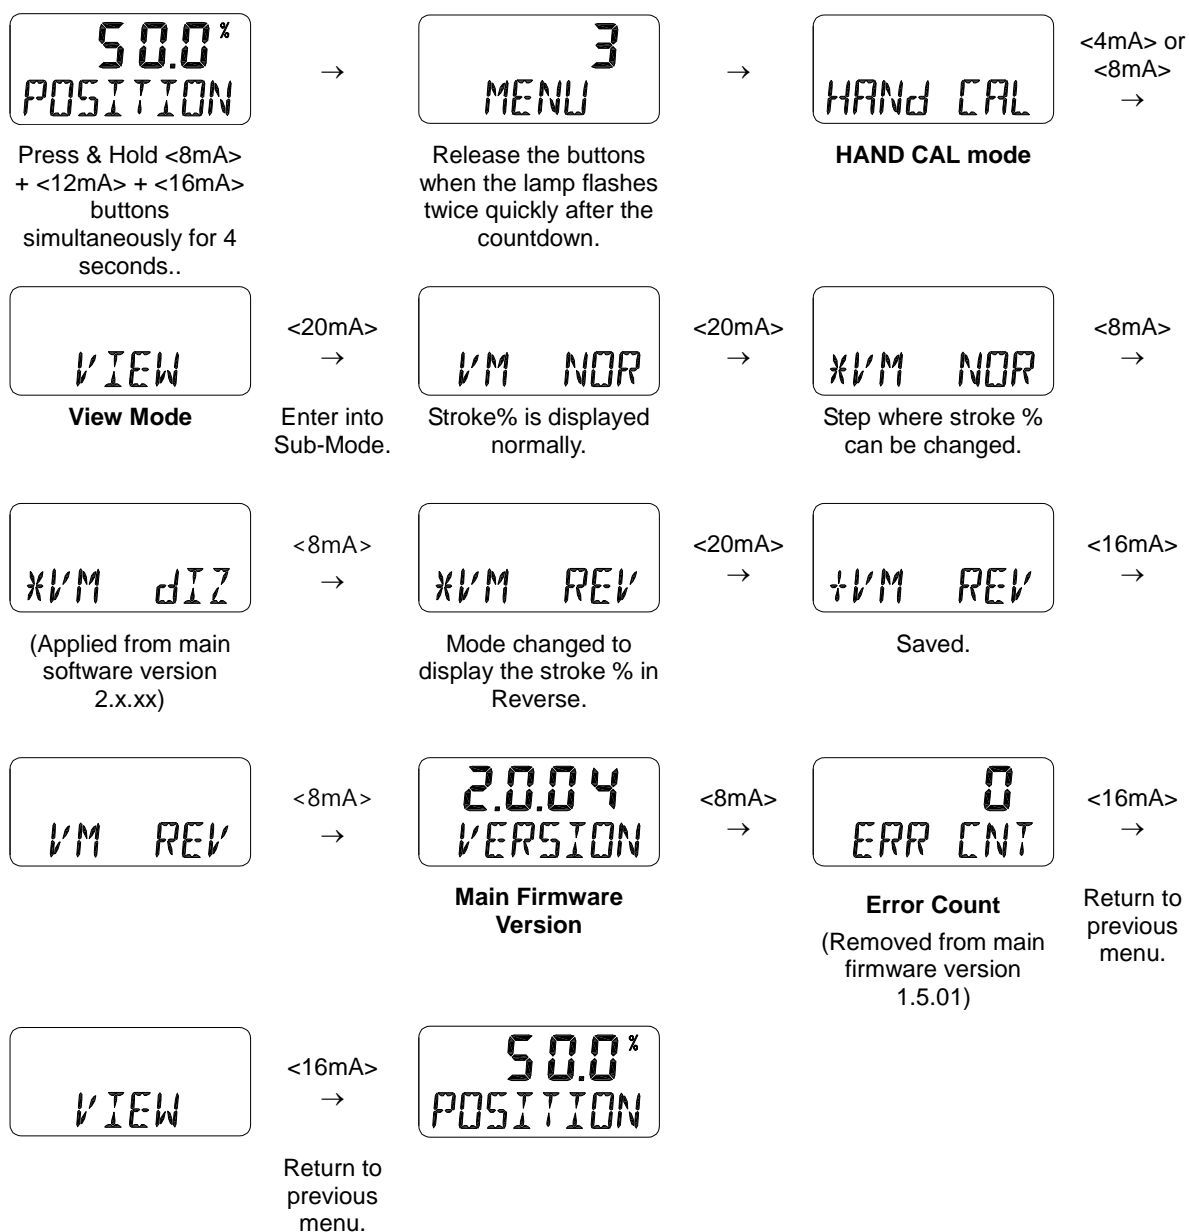 50.0%
POSITION
→
3
MENU
→
HANd CAL
<4mA> or
<8mA>
→
Press & Hold <8mA>
+ <12mA> + <16mA>
buttons
simultaneously for 4
seconds..
Release the buttons
when the lamp flashes
twice quickly after the
countdown.
HAND CAL mode
VIEW
<20mA>
→
VM NOR
<20mA>
→
*VM NOR
<8mA>
→
View Mode
Enter into
Sub-Mode.
Stroke% is displayed
normally.
Step where stroke %
can be changed.
*VM dIZ
<8mA>
→
*VM REV
<20mA>
→
+VM REV
<16mA>
→
(Applied from main
software version
2.x.xx)
Mode changed to
display the stroke % in
Reverse.
Saved.
VM REV
<8mA>
→
2.0.04
VERSION
<8mA>
→
0
ERR CNT
<16mA>
→
Main Firmware
Version
Error Count
(Removed from main
firmware version
1.5.01)
Return to
previous
menu.
VIEW
<16mA>
→
50.0%
POSITION
Return to
previous
menu.